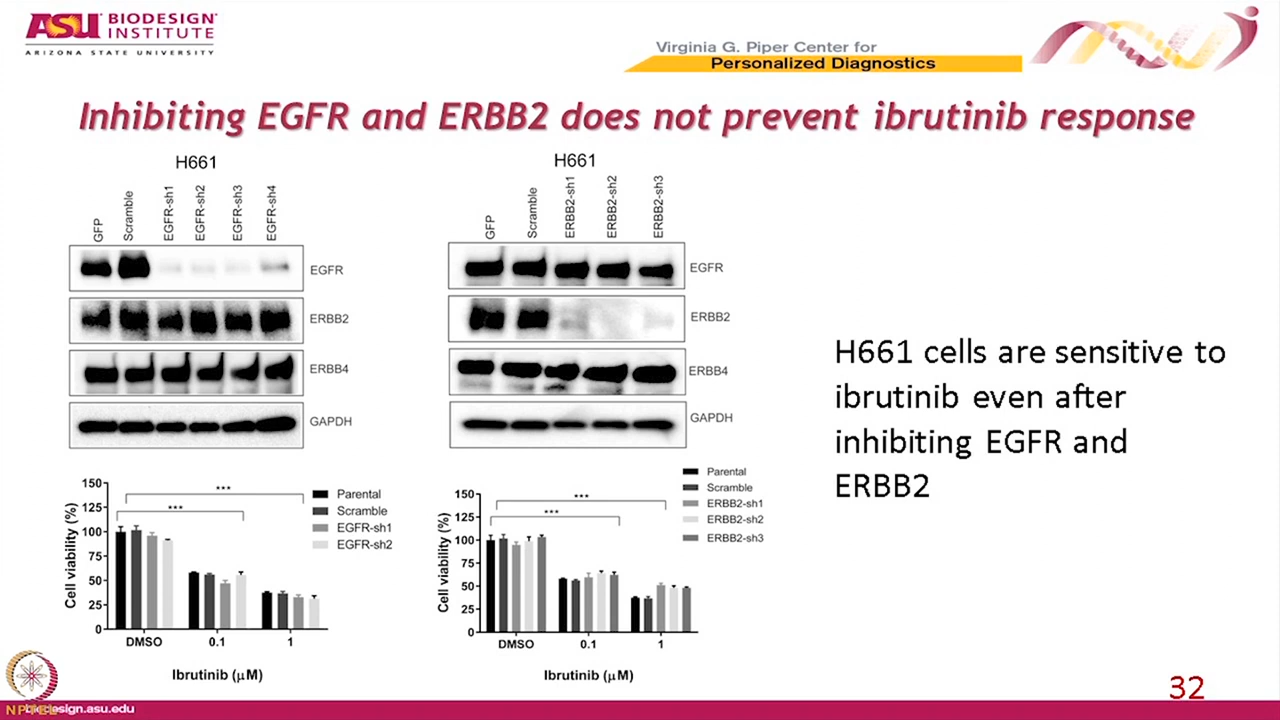 ASU BIODESIGN
INSTITUTE
ARIZONA STATE UNIVERSITY
Virginia G. Piper Center for
Personalized Diagnostics
Inhibiting EGFR and ERBB2 does not prevent ibrutinib response
H661
GFP
Scramble
EGFR-sh1
EGFR-sh2
EGFR-sh3
EGFR-sh4
EGFR
ERBB2
ERBB4
GAPDH
H661
GFP
Scramble
ERBB2-sh1
ERBB2-sh2
ERBB2-sh3
EGFR
ERBB2
ERBB4
GAPDH
H661 cells are sensitive to
ibrutinib even after
inhibiting EGFR and
ERBB2
Cell viability (%)
150
125
100
75
50
25
0
***
***
Parental
Scramble
EGFR-sh1
EGFR-sh2
DMSO 0.1 1
Ibrutinib (µM)
Cell viability (%)
150
125
100
75
50
25
0
***
***
Parental
Scramble
ERBB2-sh1
ERBB2-sh2
ERBB2-sh3
DMSO 0.1 1
Ibrutinib (µM)
32
NPTEL
biodesign.asu.edu